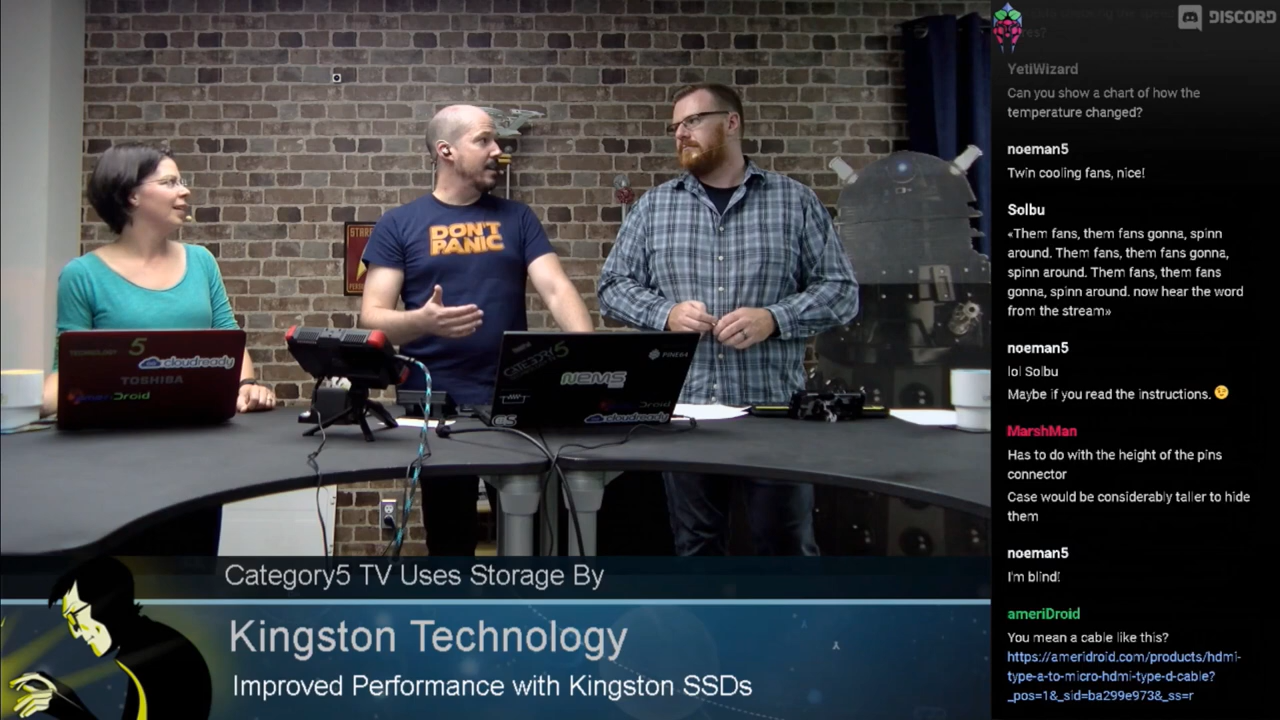 DISCORD
YetiWizard
Can you show a chart of how the
temperature changed?
noeman5
Twin cooling fans, nice!
Solbu
«Them fans, them fans gonna, spinn
around. Them fans, them fans gonna,
spinn around. Them fans, them fans
gonna, spinn around. now hear the word
from the stream»
noeman5
lol Solbu
Maybe if you read the instructions. 😉
MarshMan
Has to do with the height of the pins
connector
Case would be considerably taller to hide
them
noeman5
I'm blind!
ameriDroid
You mean a cable like this?
https://ameridroid.com/products/hdmi-
type-a-to-micro-hdmi-type-d-cable?
_pos=1&_sid=ba299e973&_ss=r
DON'T
PANIC
TECHNOLOGY 5
cloudready
TOSHIBA
ameriDroid
CATEGORY5
PINE64
NEMS
cloudready
Category5 TV Uses Storage By
Kingston Technology
Improved Performance with Kingston SSDs